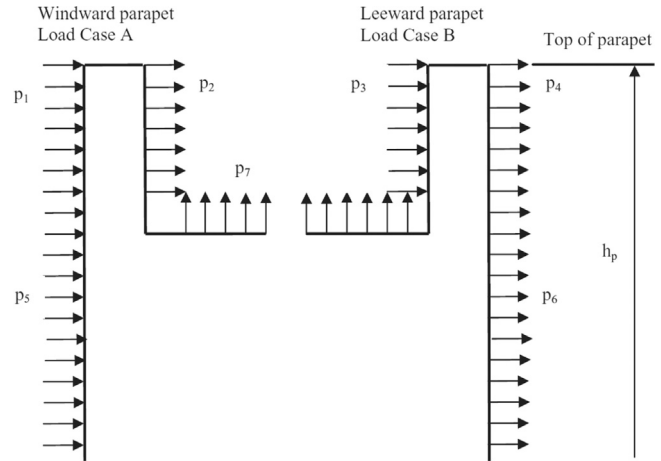 Windward parapet
Load Case A
Leeward parapet
Load Case B
Top of parapet
p1
p2
p3
p4
p7
hp
p5
p6